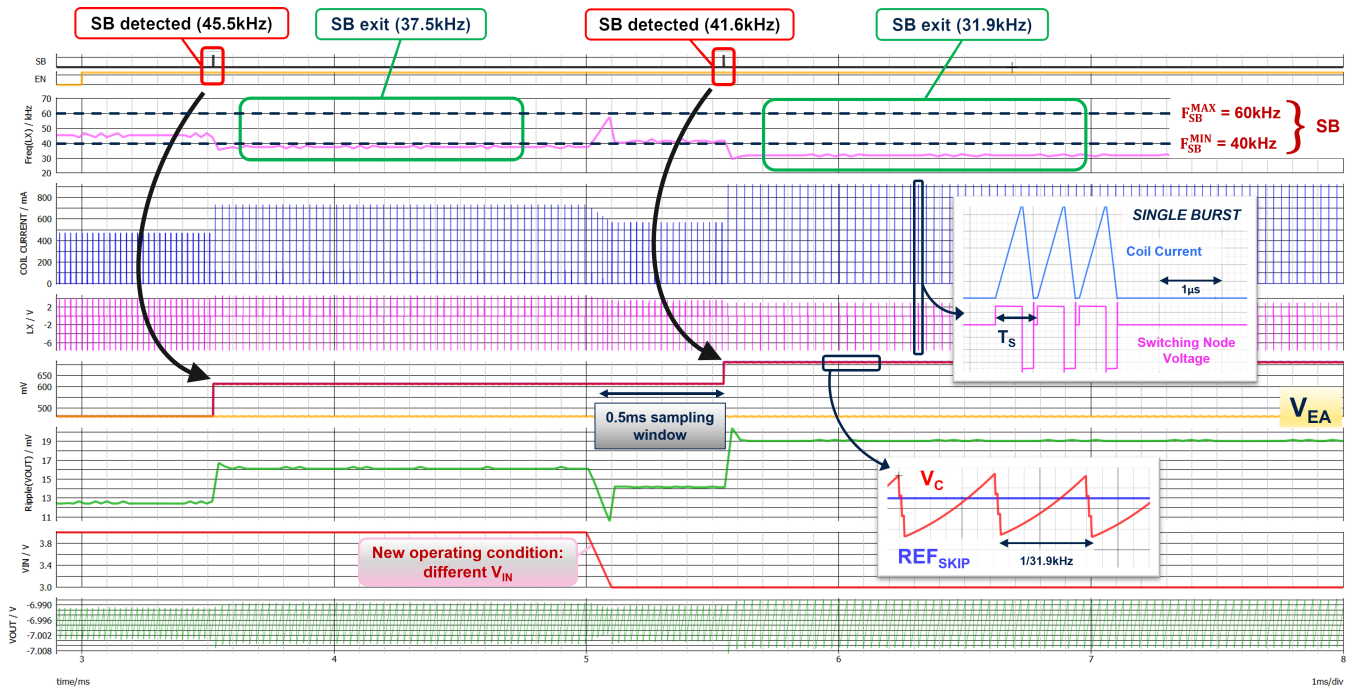 SB detected (45.5kHz)
SB exit (37.5kHz)
SB detected (41.6kHz)
SB exit (31.9kHz)
SB
EN
Freq(LX) / kHz
70
60
50
40
30
20
F_SB^MAX = 60kHz
F_SB^MIN = 40kHz
SB
COIL CURRENT / mA
800
600
400
200
0
SINGLE BURST
Coil Current
1µs
T_S
Switching Node
Voltage
LX / V
2
-2
-6
mV
650
600
500
0.5ms sampling
window
V_EA
Ripple(VOUT) / mV
19
17
15
13
11
V_C
REF_SKIP
1/31.9kHz
VIN / V
3.8
3.4
3.0
New operating condition:
different V_IN
VOUT / V
-6.990
-6.996
-7.002
-7.008
3
4
5
6
7
8
time/ms
1ms/div